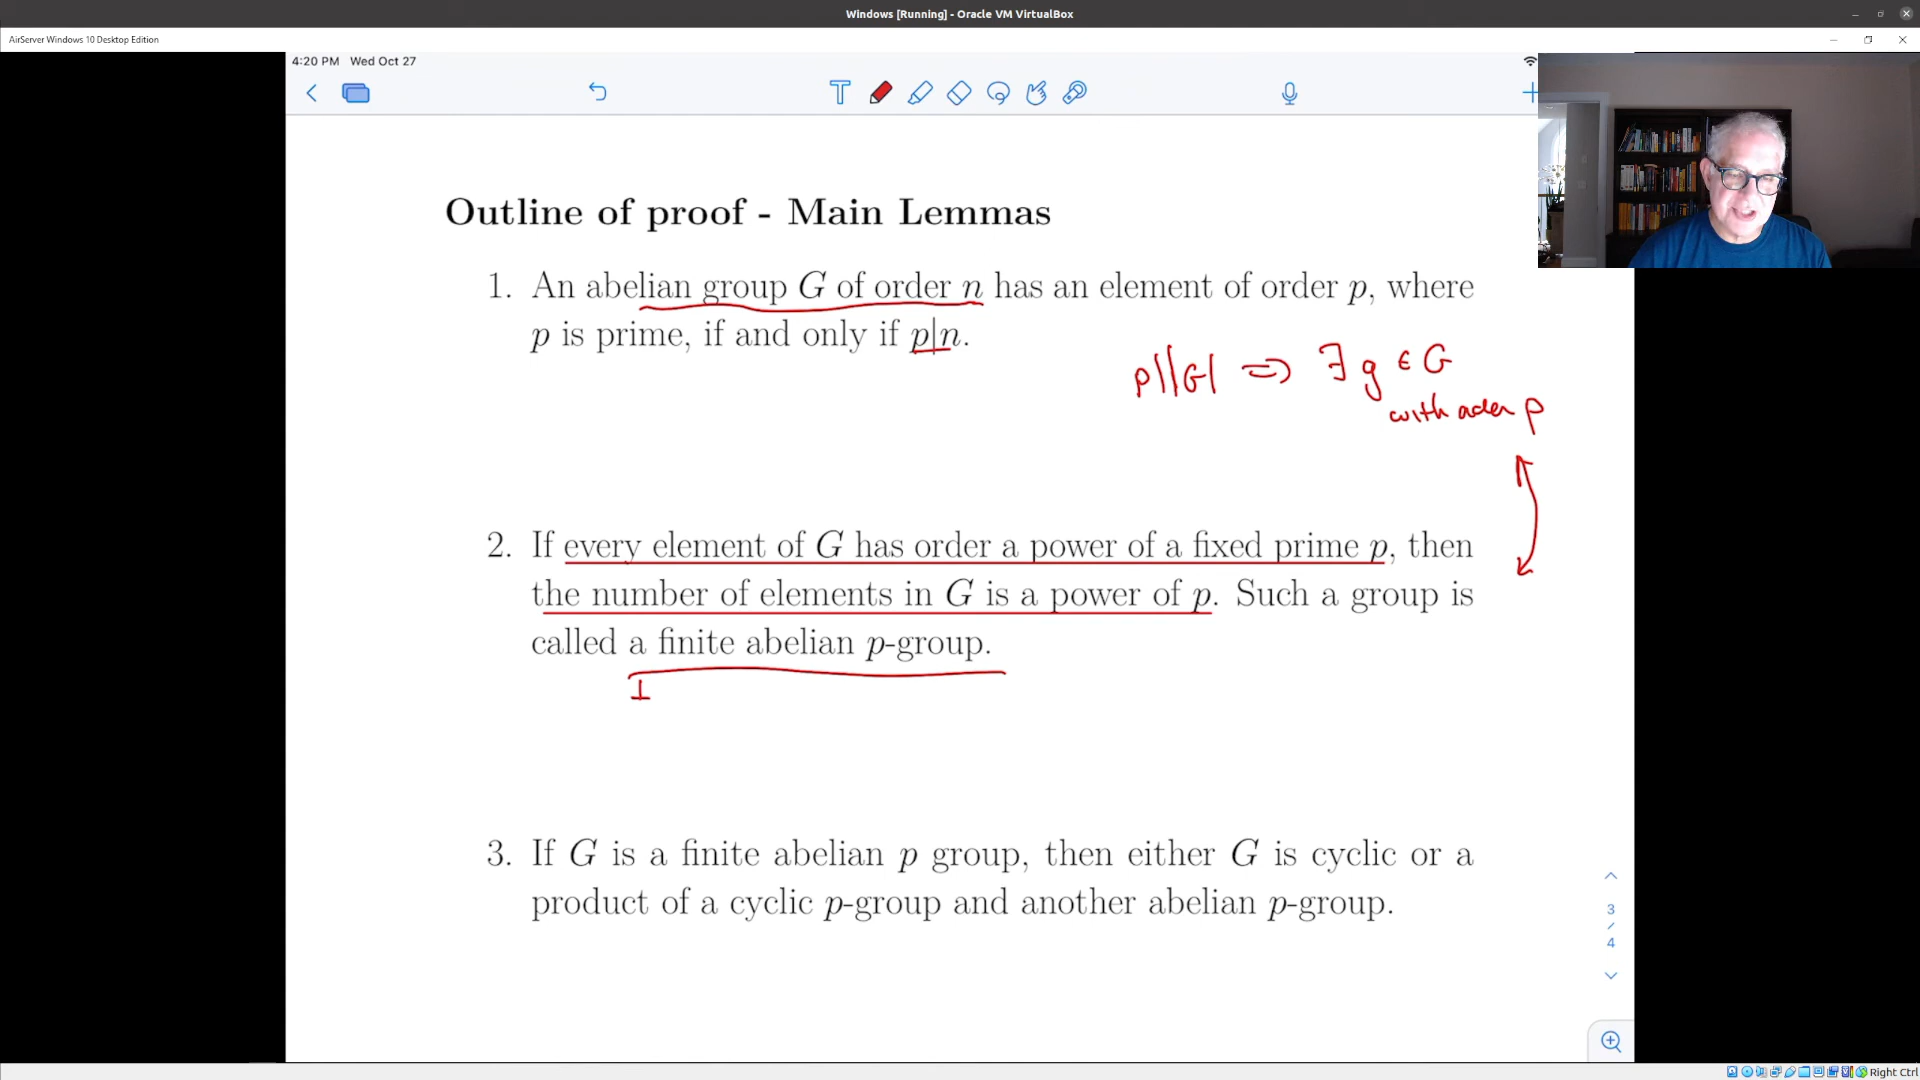 Windows [Running] - Oracle VM VirtualBox
AirServer Windows 10 Desktop Edition
4:20 PM Wed Oct 27
Outline of proof - Main Lemmas
1. An abelian group G of order n has an element of order p, where
p is prime, if and only if p|n.
p||G| => ∃ g ∈ G
with order p
2. If every element of G has order a power of a fixed prime p, then
the number of elements in G is a power of p. Such a group is
called a finite abelian p-group.
3. If G is a finite abelian p group, then either G is cyclic or a
product of a cyclic p-group and another abelian p-group.
3
/
4
Right Ctrl